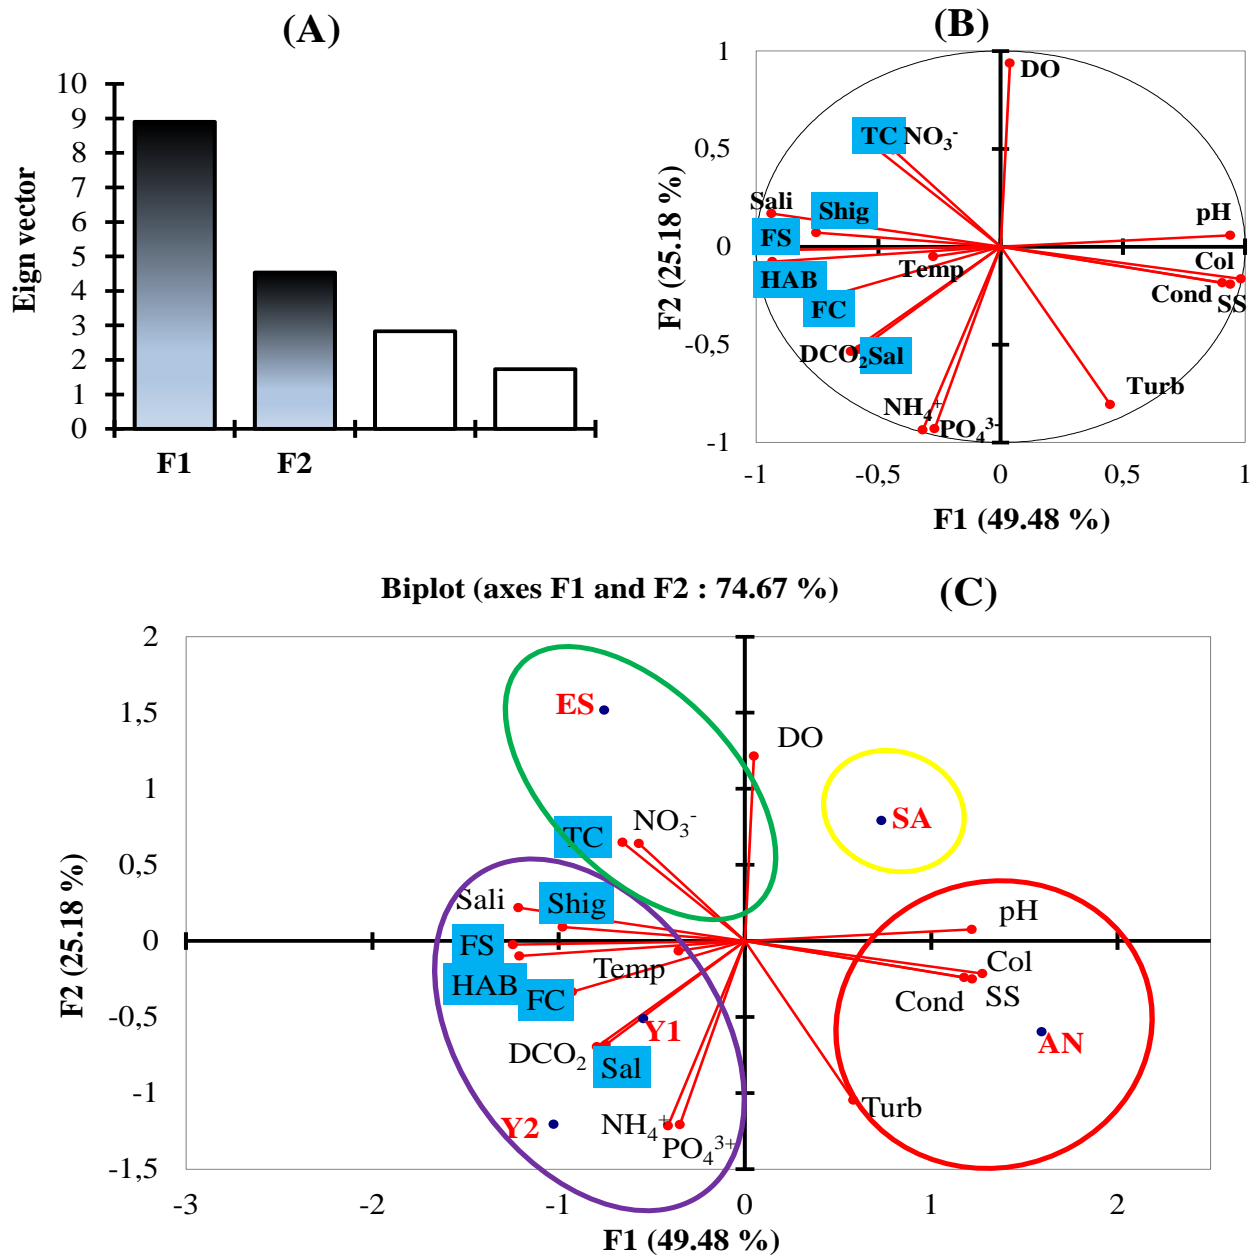 (A)
10
9
8
7
6
5
4
3
2
1
0
Eign vector
F1 F2
(B)
1
0,5
0
-0,5
-1
F2 (25.18 %)
DO
TC NO₃⁻
Sali
Shig
pH
FS
Temp
Col
HAB
Cond
SS
FC
DCO₂ Sal
Turb
NH₄⁺
PO₄³⁻
-1 -0,5 0 0,5 1
F1 (49.48 %)
Biplot (axes F1 and F2 : 74.67 %)
(C)
2
1,5
1
0,5
0
-0,5
-1
-1,5
F2 (25.18 %)
ES
DO
SA
NO₃⁻
TC
Sali
Shig
pH
FS
Temp
Col
HAB
FC
Cond
SS
Y1
AN
DCO₂
Sal
Turb
Y2
NH₄⁺
PO₄³⁺
-3 -2 -1 0 1 2
F1 (49.48 %)